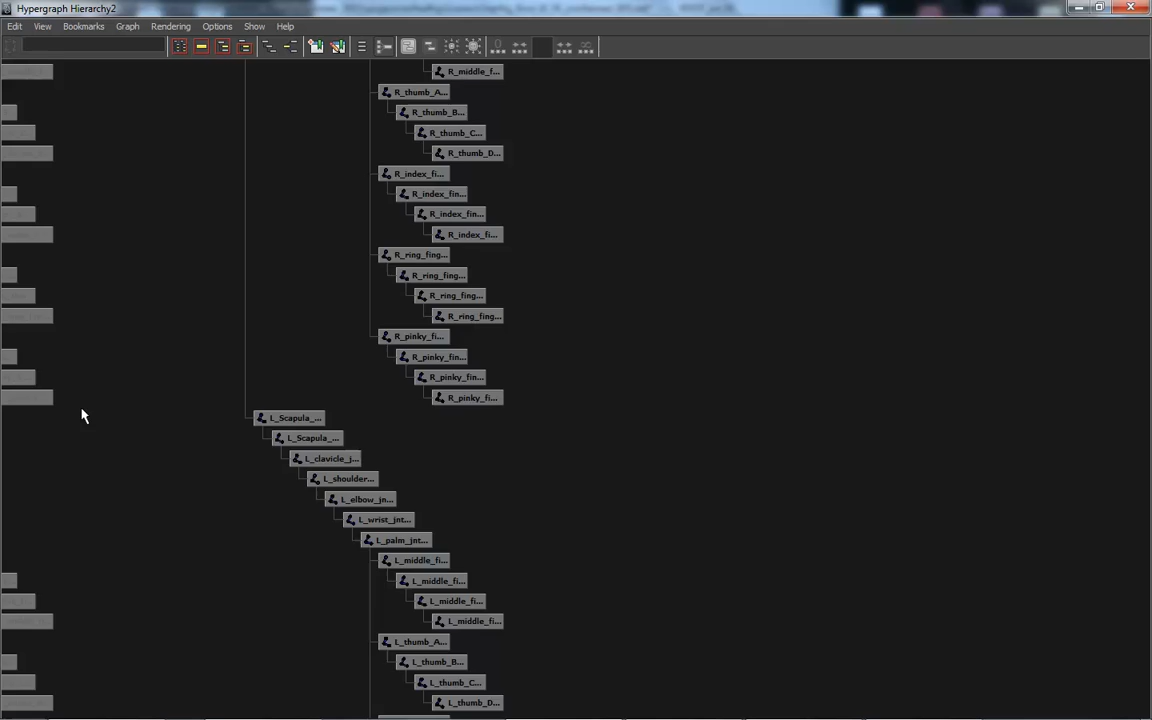 Hypergraph Hierarchy2
Edit View Bookmarks Graph Rendering Options Show Help
R_middle_f...
R_thumb_A...
R_thumb_B...
R_thumb_C...
R_thumb_D...
R_index_fi...
R_index_fin...
R_index_fin...
R_index_fi...
R_ring_fing...
R_ring_fing...
R_ring_fing...
R_ring_fing...
R_pinky_fi...
R_pinky_fin...
R_pinky_fin...
R_pinky_fi...
L_Scapula_...
L_Scapula_...
L_clavicle_j...
L_shoulder...
L_elbow_jn...
L_wrist_jnt...
L_palm_jnt...
L_middle_fi...
L_middle_fi...
L_middle_fi...
L_middle_fi...
L_thumb_A...
L_thumb_B...
L_thumb_C...
L_thumb_D...